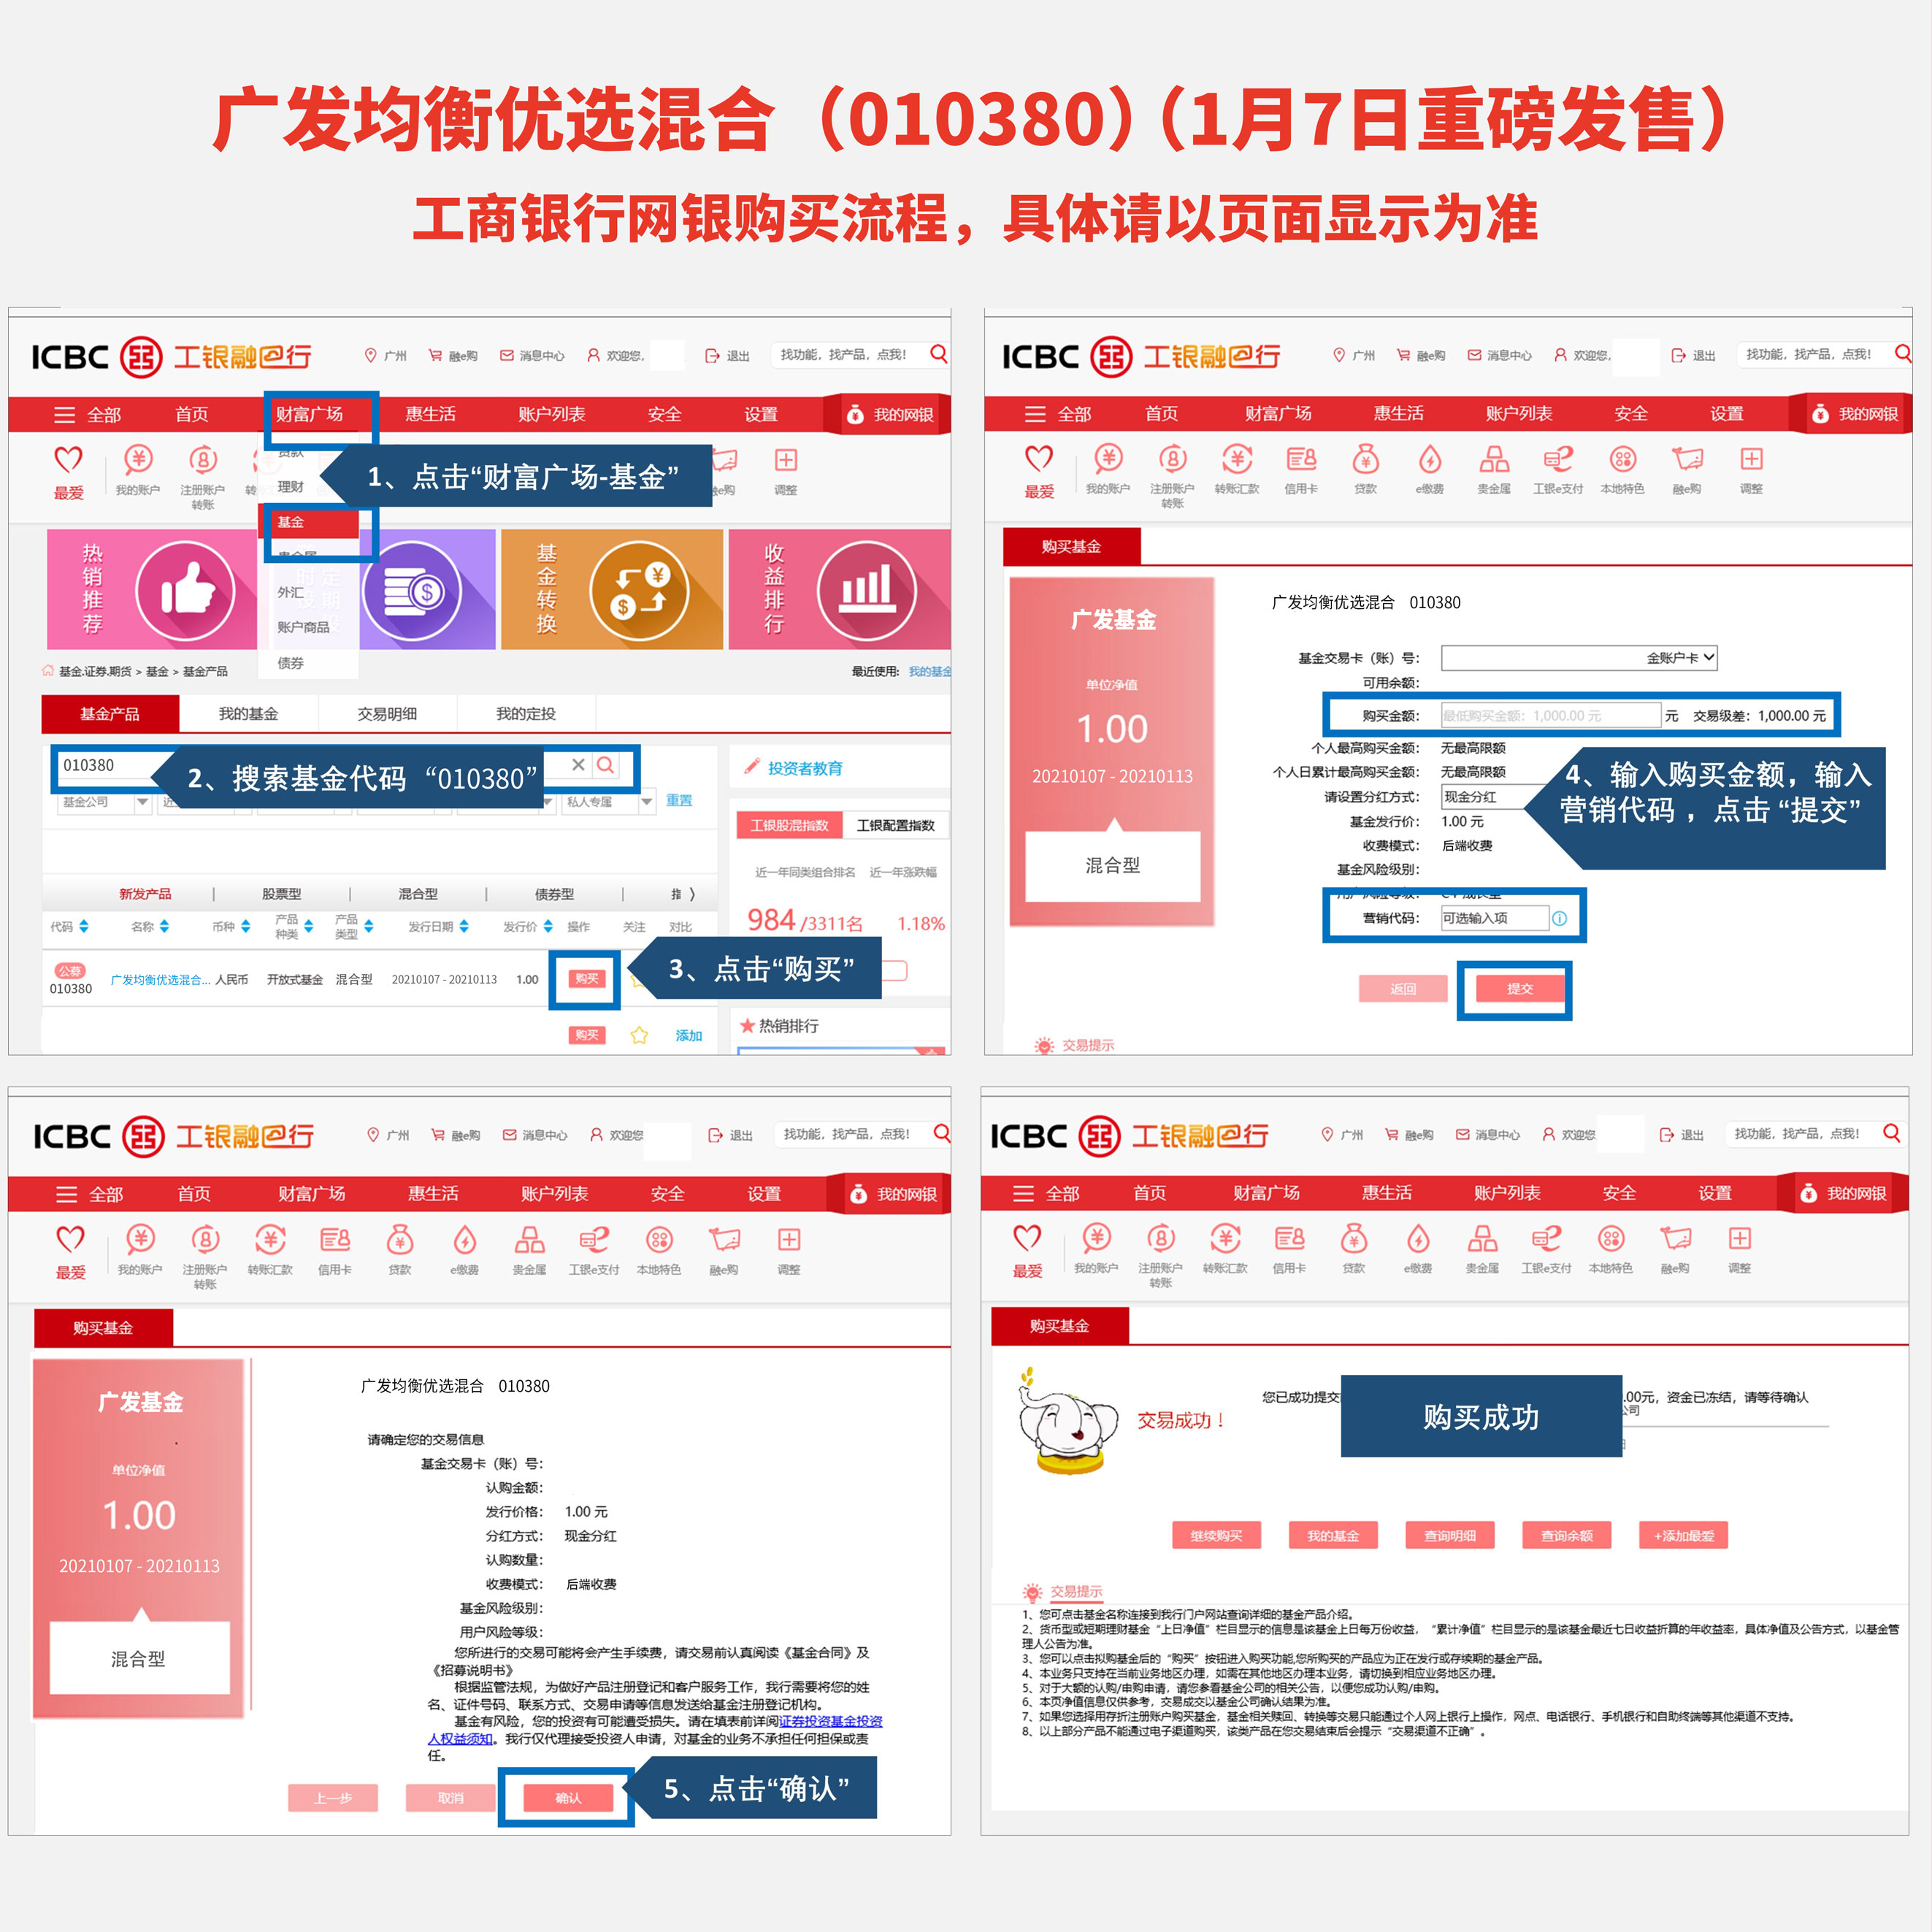 广发均衡优选混合（010380）（1月7日重磅发售）
工商银行网银购买流程，具体请以页面显示为准
ICBC 工银融e行 广州 融e购 消息中心 欢迎您, 退出 找功能，找产品，点我！
全部 首页 财富广场 惠生活 账户列表 安全 设置 我的网银
贷款
1、点击“财富广场-基金”
最爱 我的账户 注册账户转账 理财 融e购 调整
基金
热销推荐 基金转换 收益排行
外汇
账户商品
债券
基金.证券.期货 > 基金 > 基金产品 最近使用: 我的基金
基金产品 我的基金 交易明细 我的定投
010380
2、搜索基金代码 “010380”
投资者教育
基金公司 私人专属 重置
工银股混指数 工银配置指数
近一年同类组合排名 近一年涨跌幅
984/3311名 1.18%
新发产品 | 股票型 | 混合型 | 债券型 |
代码 名称 币种 产品种类 产品类型 发行日期 发行价 操作 关注 对比
公募
010380 广发均衡优选混合... 人民币 开放式基金 混合型 20210107 - 20210113 1.00 购买
3、点击“购买”
购买 添加
热销排行
ICBC 工银融e行 广州 融e购 消息中心 欢迎您, 退出 找功能，找产品，点我！
全部 首页 财富广场 惠生活 账户列表 安全 设置 我的网银
最爱 我的账户 注册账户转账 转账汇款 信用卡 贷款 e缴费 贵金属 工银e支付 本地特色 融e购 调整
购买基金
广发基金
单位净值
1.00
20210107 - 20210113
混合型
广发均衡优选混合 010380
基金交易卡（账）号： 金账户卡
可用余额：
购买金额： 最低购买金额：1,000.00 元 元 交易级差：1,000.00 元
个人最高购买金额： 无最高限额
个人日累计最高购买金额： 无最高限额
请设置分红方式： 现金分红
基金发行价： 1.00 元
收费模式： 后端收费
基金风险级别：
营销代码： 可选输入项
4、输入购买金额，输入
营销代码 ，点击 “提交”
返回 提交
交易提示
ICBC 工银融e行 广州 融e购 消息中心 欢迎您 退出 找功能，找产品，点我！
全部 首页 财富广场 惠生活 账户列表 安全 设置 我的网银
最爱 我的账户 注册账户转账 转账汇款 信用卡 贷款 e缴费 贵金属 工银e支付 本地特色 融e购 调整
购买基金
广发基金
单位净值
1.00
20210107 - 20210113
混合型
广发均衡优选混合 010380
请确定您的交易信息
基金交易卡（账）号：
认购金额：
发行价格： 1.00 元
分红方式： 现金分红
认购数量：
收费模式： 后端收费
基金风险级别：
用户风险等级：
您所进行的交易可能将会产生手续费，请交易前认真阅读《基金合同》及
《招募说明书》
根据监管法规，为做好产品注册登记和客户服务工作，我行需要将您的姓
名、证件号码、联系方式、交易申请等信息发送给基金注册登记机构。
基金有风险，您的投资有可能遭受损失。请在填表前详阅证券投资基金投资
人权益须知。我行仅代理接受投资人申请，对基金的业务不承担任何担保或责
任。
上一步 取消 确认
5、点击“确认”
ICBC 工银融e行 广州 融e购 消息中心 欢迎您 退出 找功能，找产品，点我！
全部 首页 财富广场 惠生活 账户列表 安全 设置 我的网银
最爱 我的账户 注册账户转账 转账汇款 信用卡 贷款 e缴费 贵金属 工银e支付 本地特色 融e购 调整
购买基金
交易成功！
您已成功提交 .00元，资金已冻结，请等待确认
公司
购买成功
继续购买 我的基金 查询明细 查询余额 +添加最爱
交易提示
1、您可点击基金名称连接到我行门户网站查询详细的基金产品介绍。
2、货币型或短期理财基金“上日净值”栏目显示的信息是该基金上日每万份收益，“累计净值”栏目显示的是该基金最近七日收益折算的年收益率，具体净值及公告方式，以基金管
理人公告为准。
3、您可以点击拟购基金后的“购买”按钮进入购买功能,您所购买的产品应为正在发行或存续期的基金产品。
4、本业务只支持在当前业务地区办理，如需在其他地区办理本业务，请切换到相应业务地区办理。
5、对于大额的认购/申购申请，请您参看基金公司的相关公告，以便您成功认购/申购。
6、本页净值信息仅供参考，交易成交以基金公司确认结果为准。
7、如果您选择用存折注册账户购买基金，基金相关赎回、转换等交易只能通过个人网上银行上操作，网点、电话银行、手机银行和自助终端等其他渠道不支持。
8、以上部分产品不能通过电子渠道购买，该类产品在您交易结束后会提示“交易渠道不正确”。